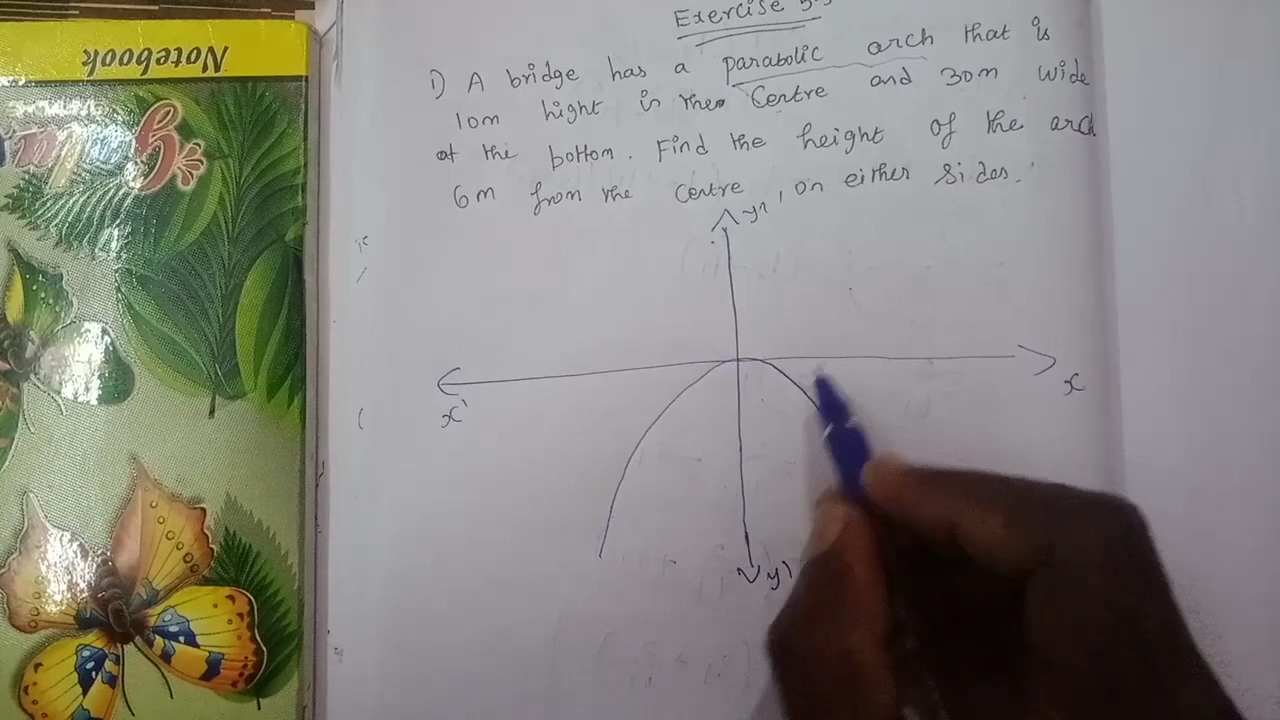 Exercise
1) A bridge has a parabolic arch that is
10m hight is the centre and 30m wide
at the bottom. Find the height of the arch
6m from the centre, on either sides.
y
x
x'
y'
Notebook